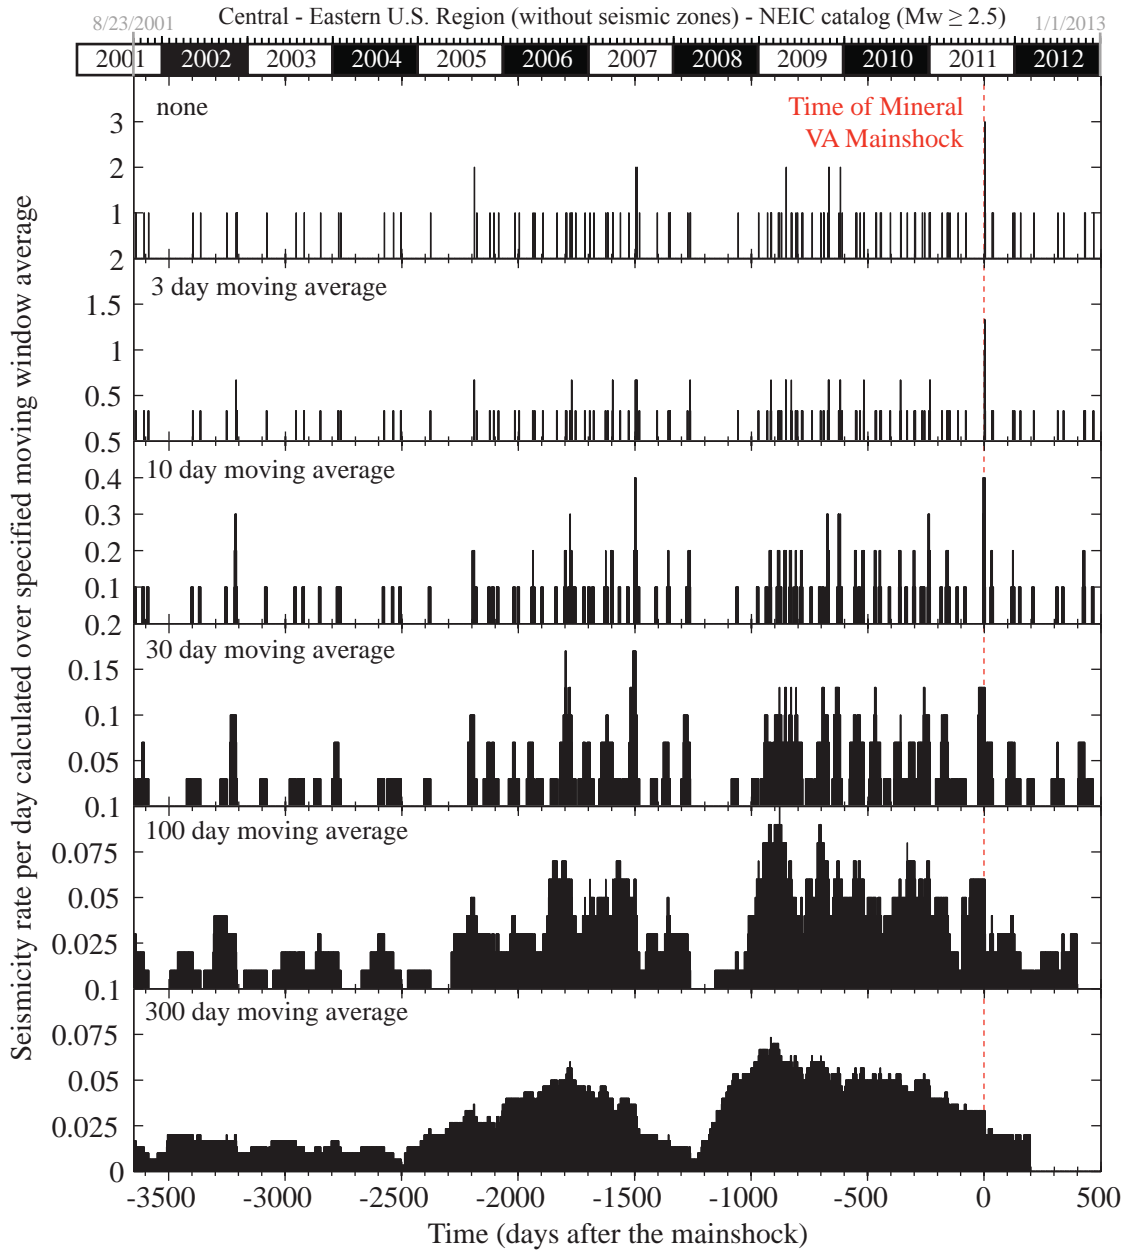 Central - Eastern U.S. Region (without seismic zones) - NEIC catalog (Mw ≥ 2.5)
8/23/2001
1/1/2013
2001 2002 2003 2004 2005 2006 2007 2008 2009 2010 2011 2012
none
Time of Mineral
VA Mainshock
3
2
1
2
3 day moving average
1.5
1
0.5
0.5
10 day moving average
0.4
0.3
0.2
0.1
0.2
30 day moving average
0.15
0.1
0.05
0.1
100 day moving average
0.075
0.05
0.025
0.1
300 day moving average
0.075
0.05
0.025
0
-3500 -3000 -2500 -2000 -1500 -1000 -500 0 500
Time (days after the mainshock)
Seismicity rate per day calculated over specified moving window average